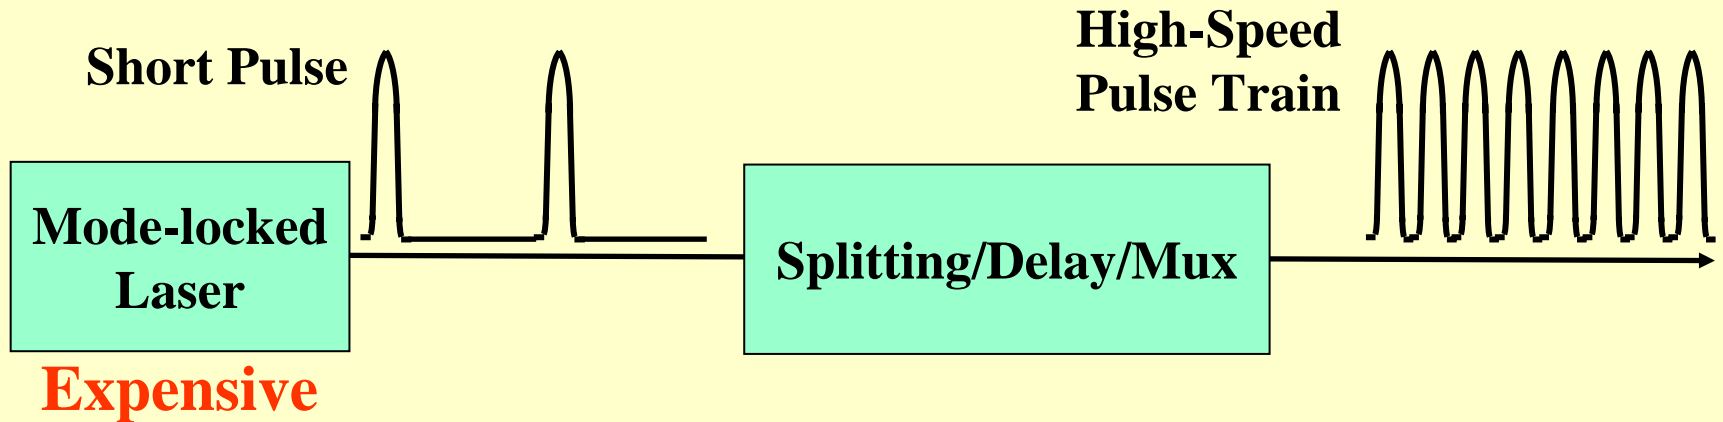 Short Pulse
High-Speed
Pulse Train
Mode-locked
Laser
Splitting/Delay/Mux
Expensive